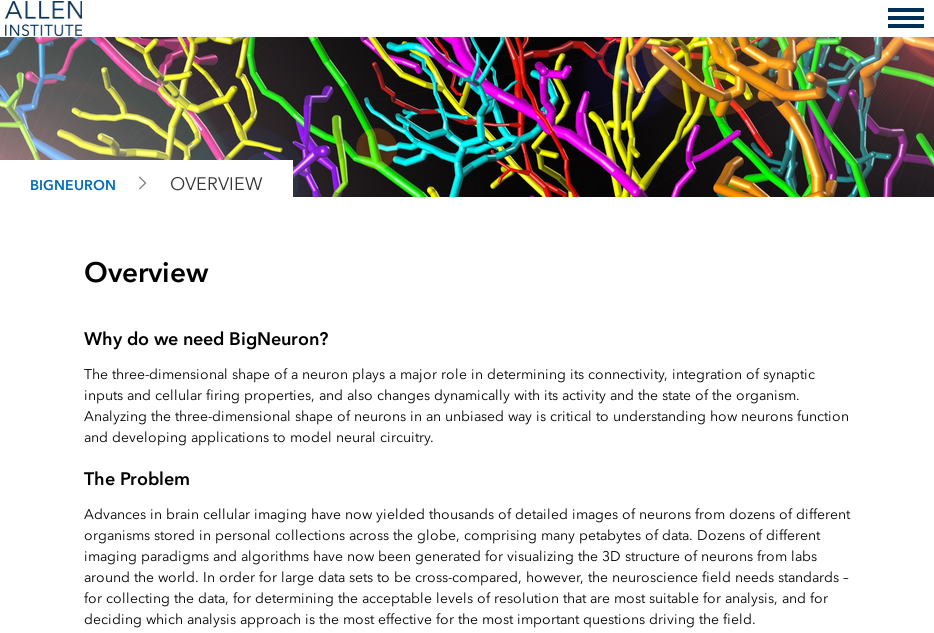 ALLEN
INSTITUTE
BIGNEURON > OVERVIEW
Overview
Why do we need BigNeuron?
The three-dimensional shape of a neuron plays a major role in determining its connectivity, integration of synaptic
inputs and cellular firing properties, and also changes dynamically with its activity and the state of the organism.
Analyzing the three-dimensional shape of neurons in an unbiased way is critical to understanding how neurons function
and developing applications to model neural circuitry.
The Problem
Advances in brain cellular imaging have now yielded thousands of detailed images of neurons from dozens of different
organisms stored in personal collections across the globe, comprising many petabytes of data. Dozens of different
imaging paradigms and algorithms have now been generated for visualizing the 3D structure of neurons from labs
around the world. In order for large data sets to be cross-compared, however, the neuroscience field needs standards –
for collecting the data, for determining the acceptable levels of resolution that are most suitable for analysis, and for
deciding which analysis approach is the most effective for the most important questions driving the field.